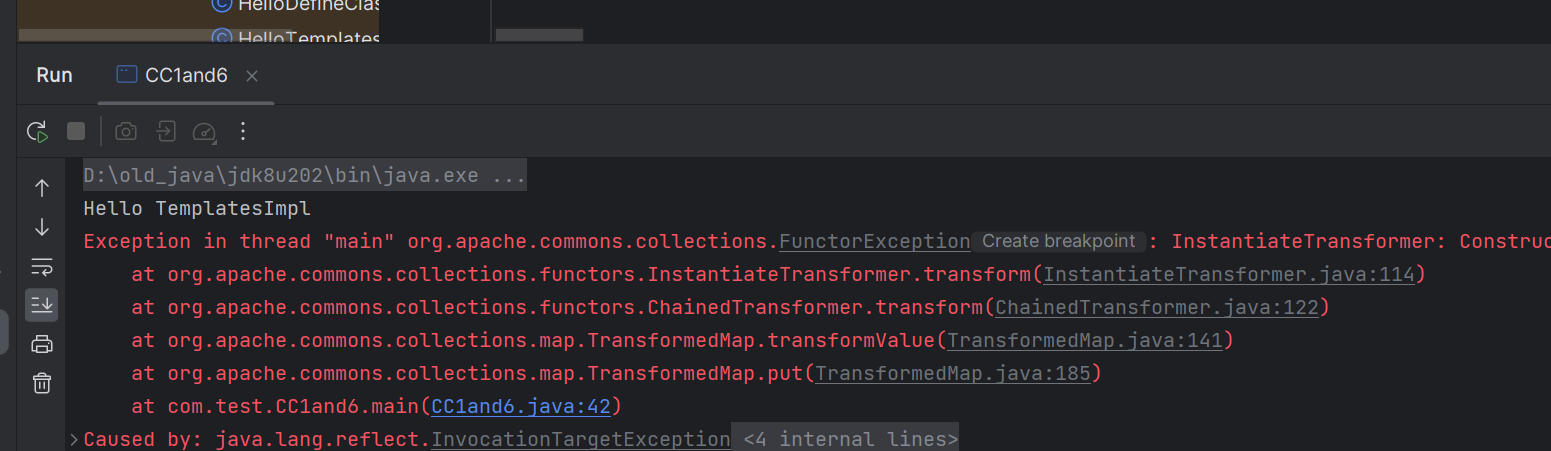 HelloDefineClas
HelloTemplates
Run CC1and6
D:\old_java\jdk8u202\bin\java.exe ...
Hello TemplatesImpl
Exception in thread "main" org.apache.commons.collections.FunctorException Create breakpoint : InstantiateTransformer: Construc
at org.apache.commons.collections.functors.InstantiateTransformer.transform(InstantiateTransformer.java:114)
at org.apache.commons.collections.functors.ChainedTransformer.transform(ChainedTransformer.java:122)
at org.apache.commons.collections.map.TransformedMap.transformValue(TransformedMap.java:141)
at org.apache.commons.collections.map.TransformedMap.put(TransformedMap.java:185)
at com.test.CC1and6.main(CC1and6.java:42)
Caused by: java.lang.reflect.InvocationTargetException <4 internal lines>